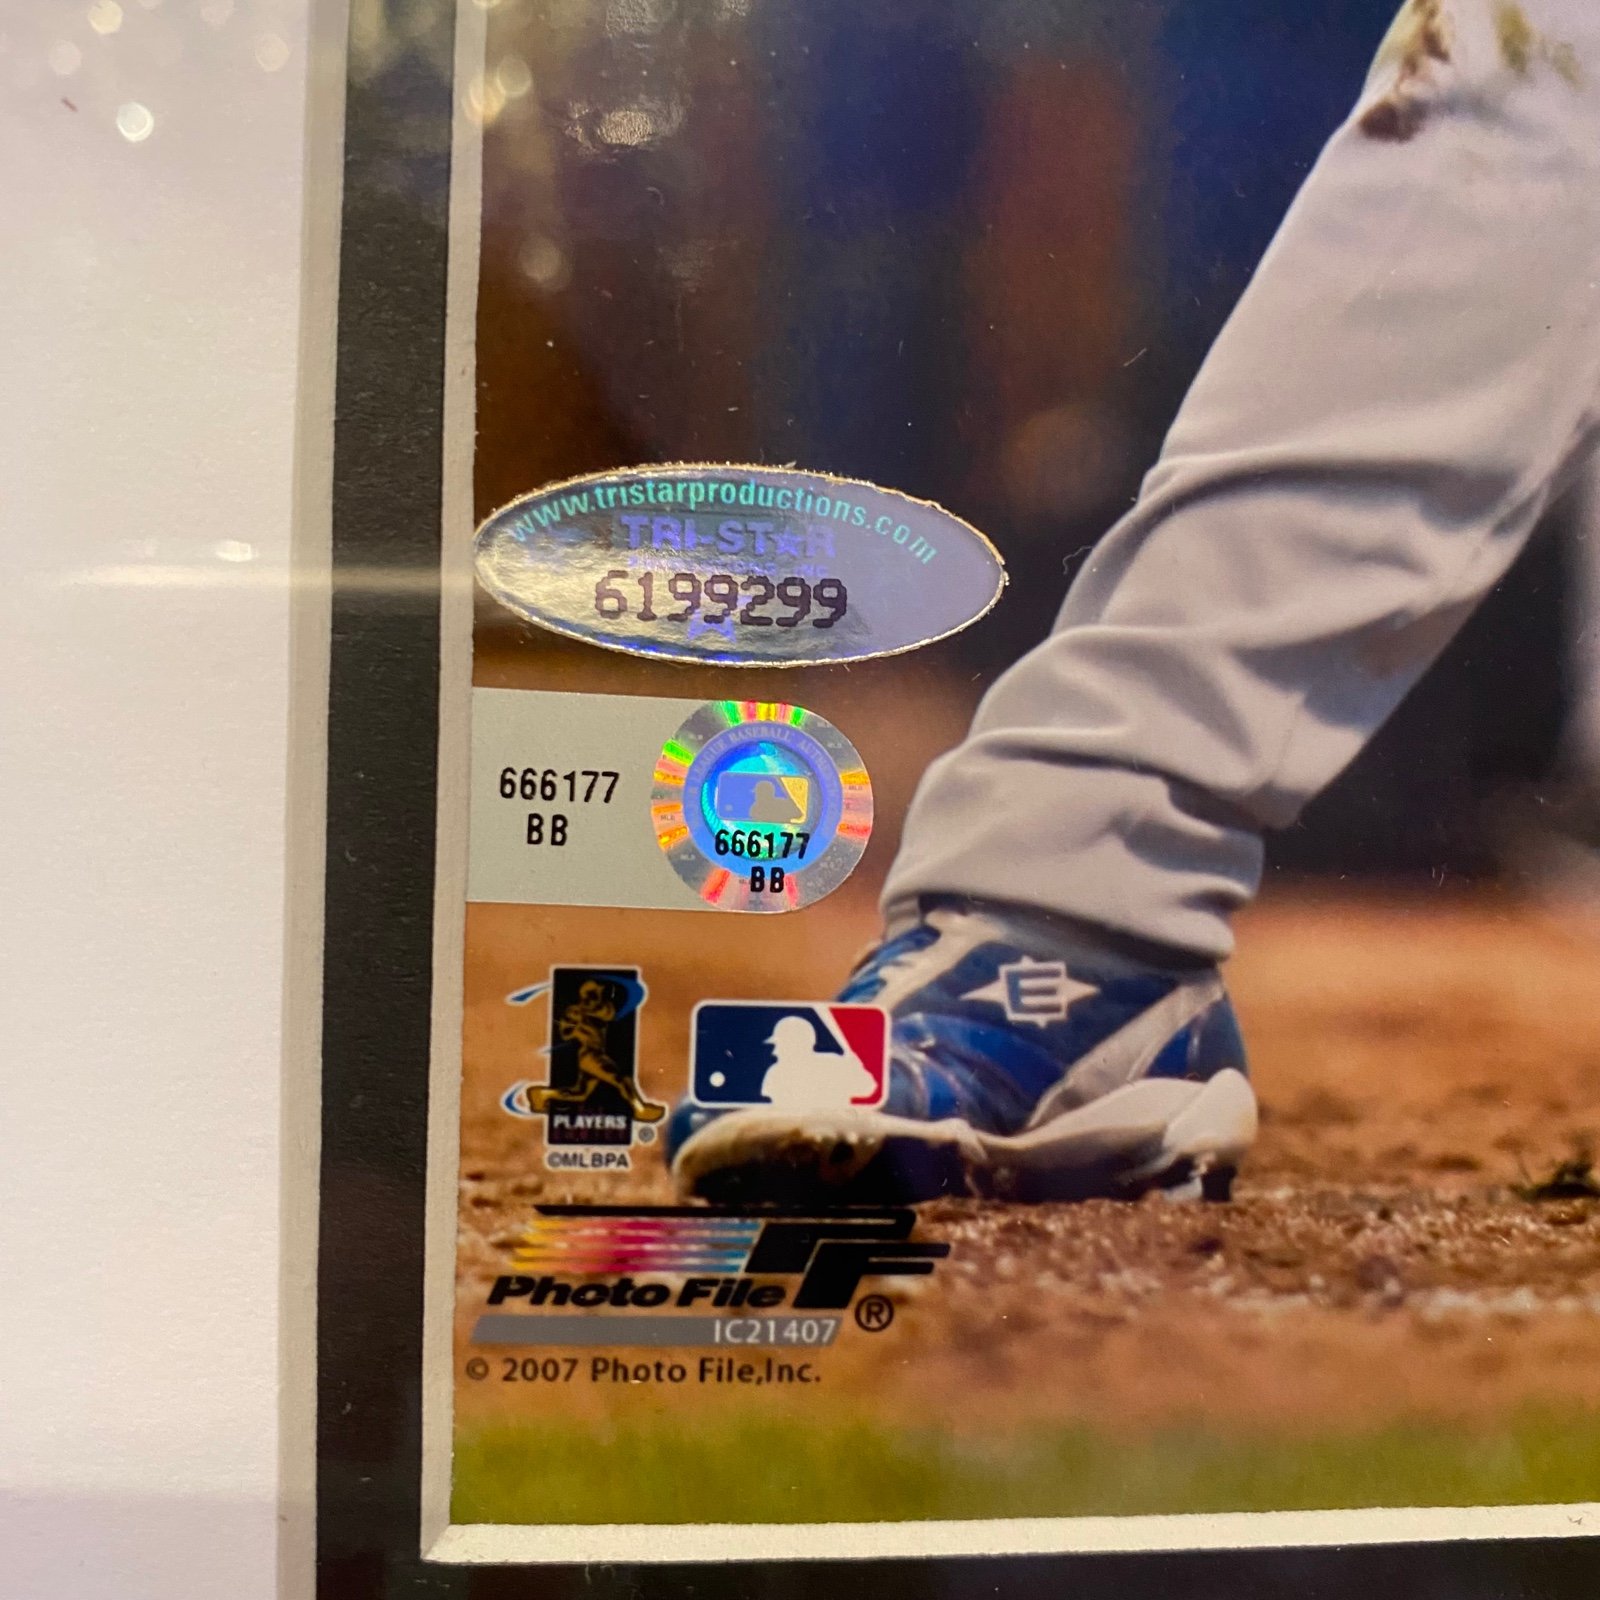 www.tristarproductions.com
TRI-STAR
6199299
666177
BB
666177
BB
PLAYERS
®
©MLBPA
Photo File
®
IC21407
© 2007 Photo File,Inc.
E